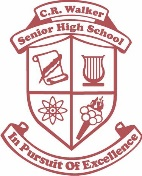 C.R. Walker
Senior High School
In Pursuit Of Excellence